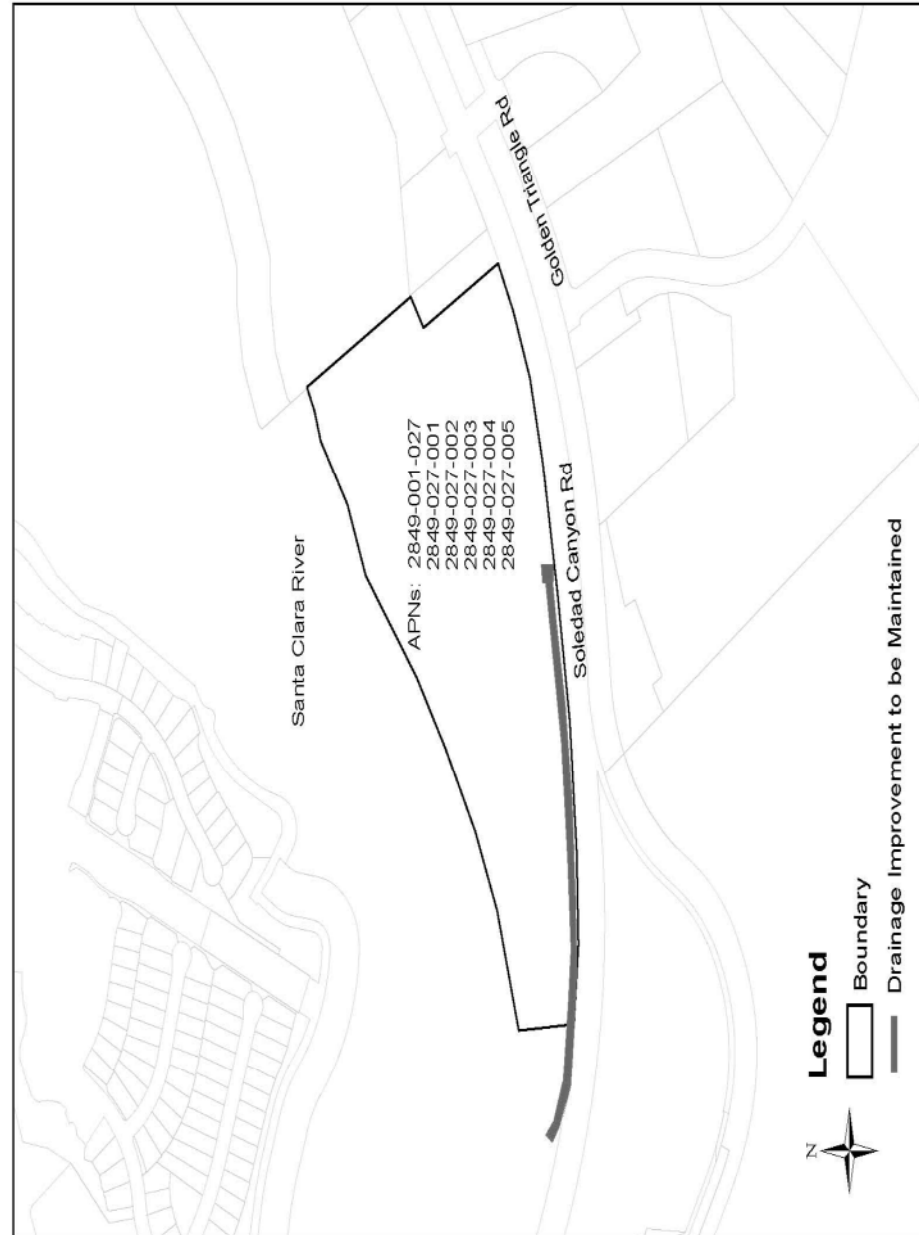 Santa Clara River
APNs: 2849-001-027
2849-027-001
2849-027-002
2849-027-003
2849-027-004
2849-027-005
Golden Triangle Rd
Soledad Canyon Rd
Legend
Boundary
Drainage Improvement to be Maintained
N